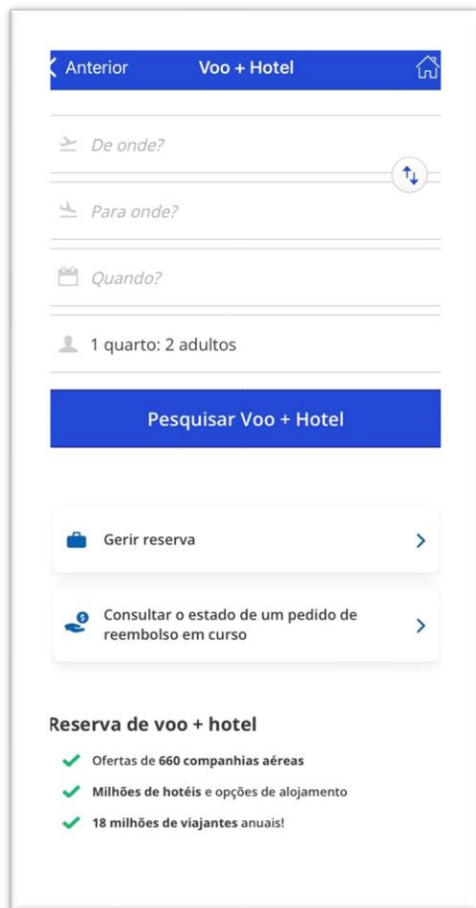 Anterior
Voo + Hotel
De onde?
Para onde?
Quando?
1 quarto: 2 adultos
Pesquisar Voo + Hotel
Gerir reserva
Consultar o estado de um pedido de
reembolso em curso
Reserva de voo + hotel
Ofertas de 660 companhias aéreas
Milhões de hotéis e opções de alojamento
18 milhões de viajantes anuais!